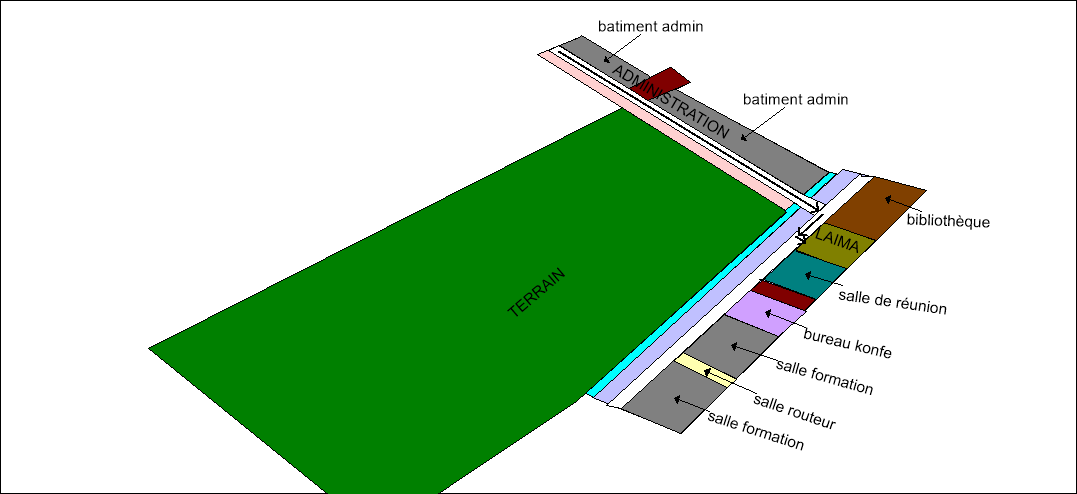 batiment admin
ADMINISTRATION
batiment admin
bibliothèque
LAIMA
TERRAIN
salle de réunion
bureau konfe
salle formation
salle routeur
salle formation